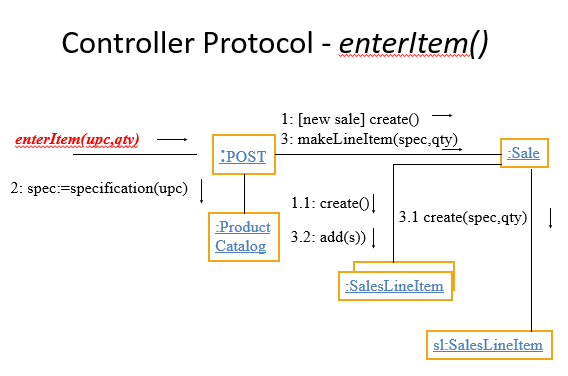 Controller Protocol - enterItem()
1: [new sale] create()
enterItem(upc,qty)
3: makeLineItem(spec,qty)
:POST
:Sale
2: spec:=specification(upc)
1.1: create()
3.1 create(spec,qty)
:Product
Catalog
3.2: add(s))
:SalesLineItem
sl:SalesLineItem